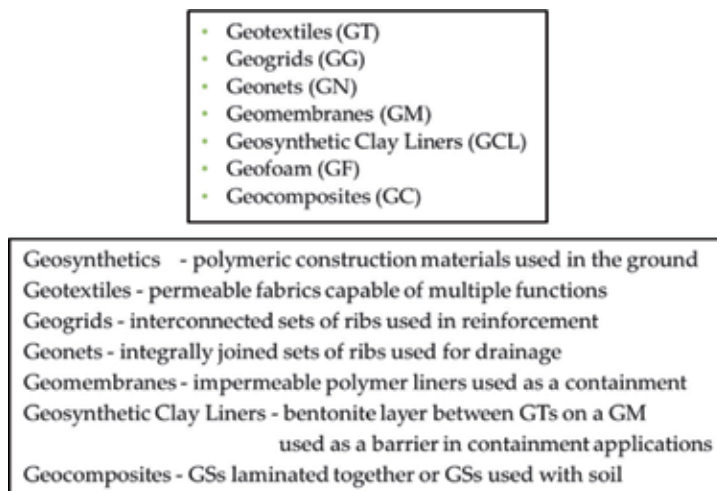 • Geotextiles (GT)
• Geogrids (GG)
• Geonets (GN)
• Geomembranes (GM)
• Geosynthetic Clay Liners (GCL)
• Geofoam (GF)
• Geocomposites (GC)
Geosynthetics - polymeric construction materials used in the ground
Geotextiles - permeable fabrics capable of multiple functions
Geogrids - interconnected sets of ribs used in reinforcement
Geonets - integrally joined sets of ribs used for drainage
Geomembranes - impermeable polymer liners used as a containment
Geosynthetic Clay Liners - bentonite layer between GTs on a GM
used as a barrier in containment applications
Geocomposites - GSs laminated together or GSs used with soil